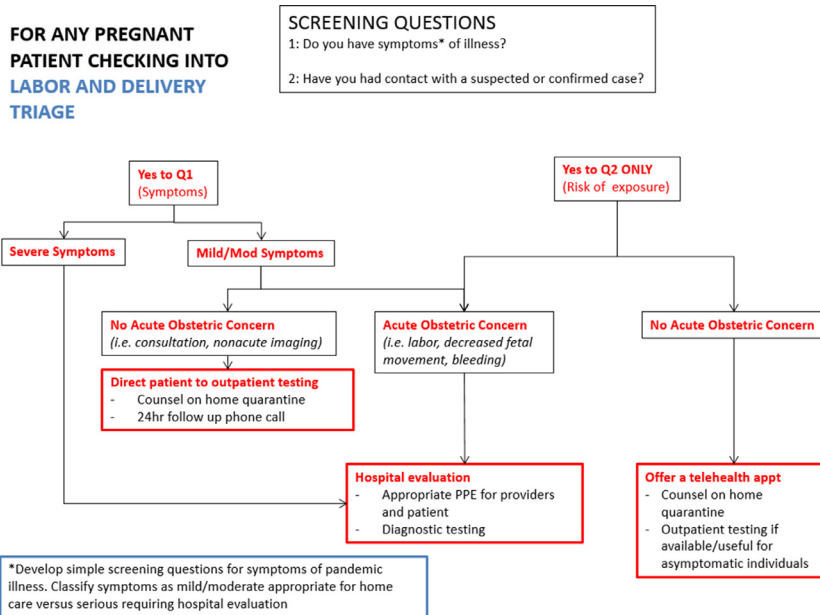 FOR ANY PREGNANT
PATIENT CHECKING INTO
LABOR AND DELIVERY
TRIAGE
SCREENING QUESTIONS
1: Do you have symptoms* of illness?
2: Have you had contact with a suspected or confirmed case?
Yes to Q1
(Symptoms)
Yes to Q2 ONLY
(Risk of exposure)
Severe Symptoms
Mild/Mod Symptoms
No Acute Obstetric Concern
(i.e. consultation, nonacute imaging)
Acute Obstetric Concern
(i.e. labor, decreased fetal
movement, bleeding)
No Acute Obstetric Concern
Direct patient to outpatient testing
- Counsel on home quarantine
- 24hr follow up phone call
Hospital evaluation
- Appropriate PPE for providers
and patient
- Diagnostic testing
Offer a telehealth appt
- Counsel on home
quarantine
- Outpatient testing if
available/useful for
asymptomatic individuals
*Develop simple screening questions for symptoms of pandemic
illness. Classify symptoms as mild/moderate appropriate for home
care versus serious requiring hospital evaluation